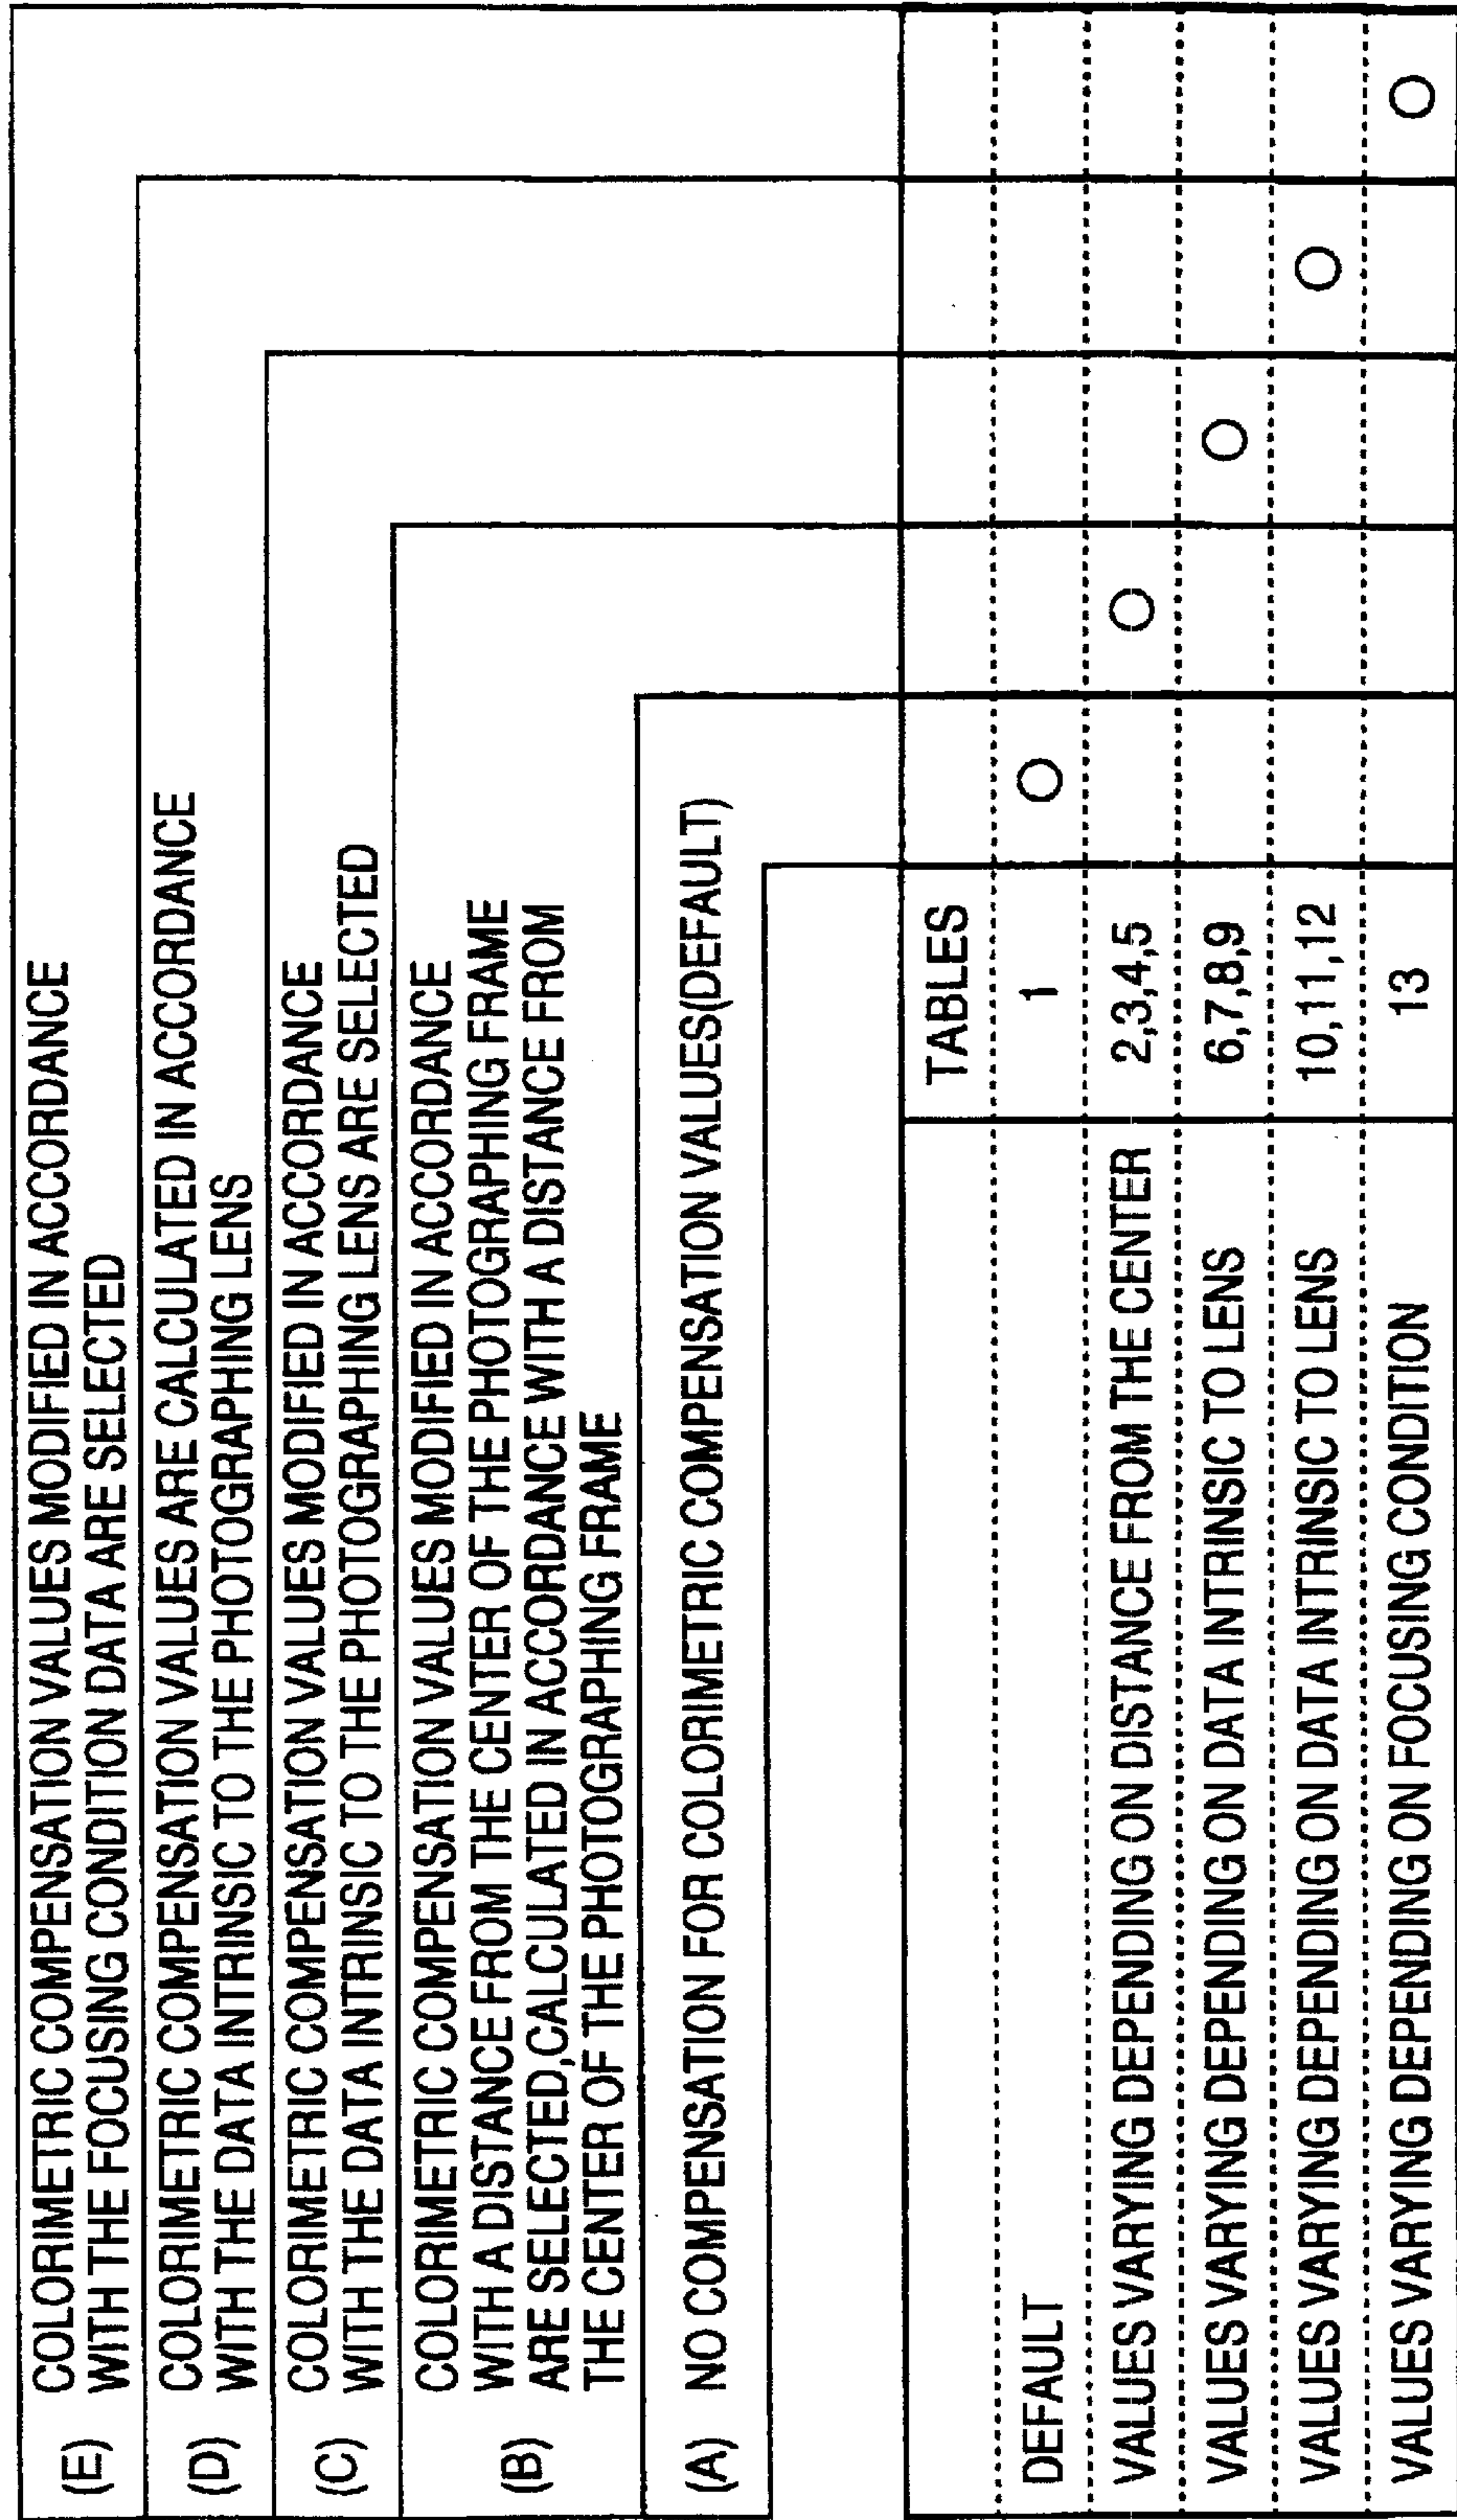 (E) COLORIMETRIC COMPENSATION VALUES MODIFIED IN ACCORDANCE
WITH THE FOCUSING CONDITION DATA ARE SELECTED
(D) COLORIMETRIC COMPENSATION VALUES ARE CALCULATED IN ACCORDANCE
WITH THE DATA INTRINSIC TO THE PHOTOGRAPHING LENS
(C) COLORIMETRIC COMPENSATION VALUES MODIFIED IN ACCORDANCE
WITH THE DATA INTRINSIC TO THE PHOTOGRAPHING LENS ARE SELECTED
(B) COLORIMETRIC COMPENSATION VALUES MODIFIED IN ACCORDANCE
WITH A DISTANCE FROM THE CENTER OF THE PHOTOGRAPHING FRAME
ARE SELECTED,CALCULATED IN ACCORDANCE WITH A DISTANCE FROM
THE CENTER OF THE PHOTOGRAPHING FRAME
(A) NO COMPENSATION FOR COLORIMETRIC COMPENSATION VALUES(DEFAULT)
TABLES
DEFAULT 1 ○
VALUES VARYING DEPENDING ON DISTANCE FROM THE CENTER 2,3,4,5 ○
VALUES VARYING DEPENDING ON DATA INTRINSIC TO LENS 6,7,8,9 ○
VALUES VARYING DEPENDING ON DATA INTRINSIC TO LENS 10,11,12 ○
VALUES VARYING DEPENDING ON FOCUSING CONDITION 13 ○